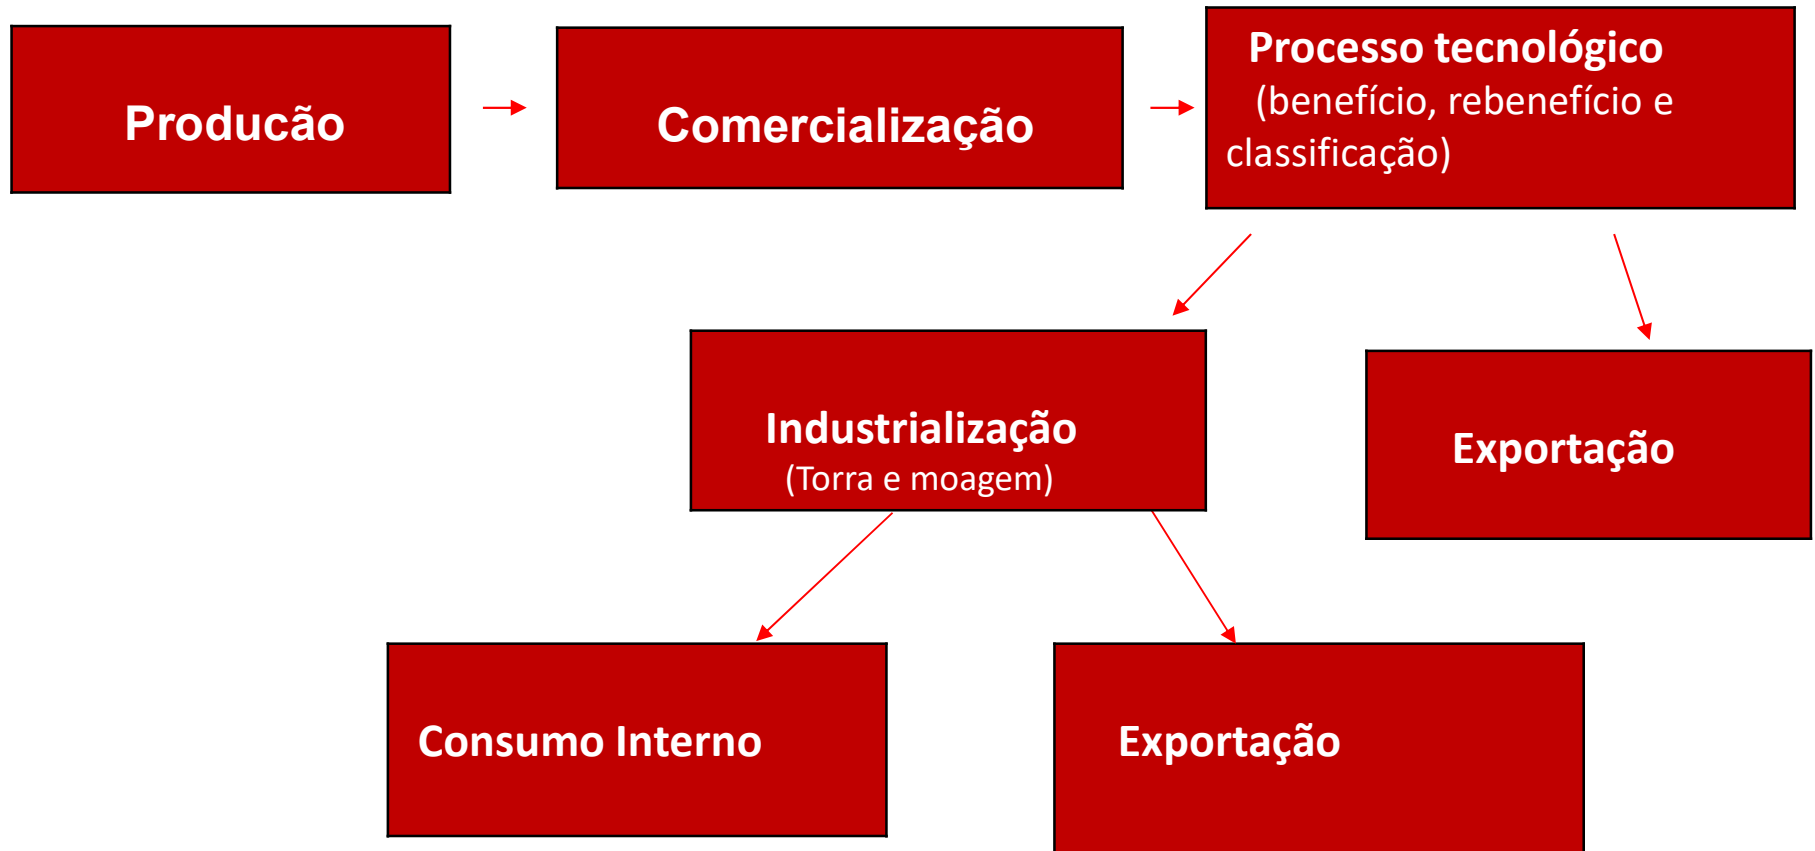 Producão
Comercialização
Processo tecnológico
(benefício, rebenefício e
classificação)
Industrialização
(Torra e moagem)
Exportação
Consumo Interno
Exportação